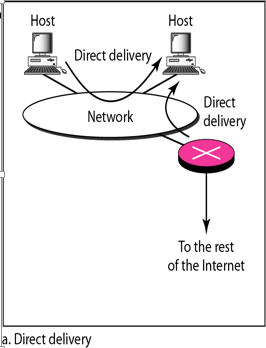 Host
Host
Direct delivery
Network
Direct
delivery
To the rest
of the Internet
a. Direct delivery